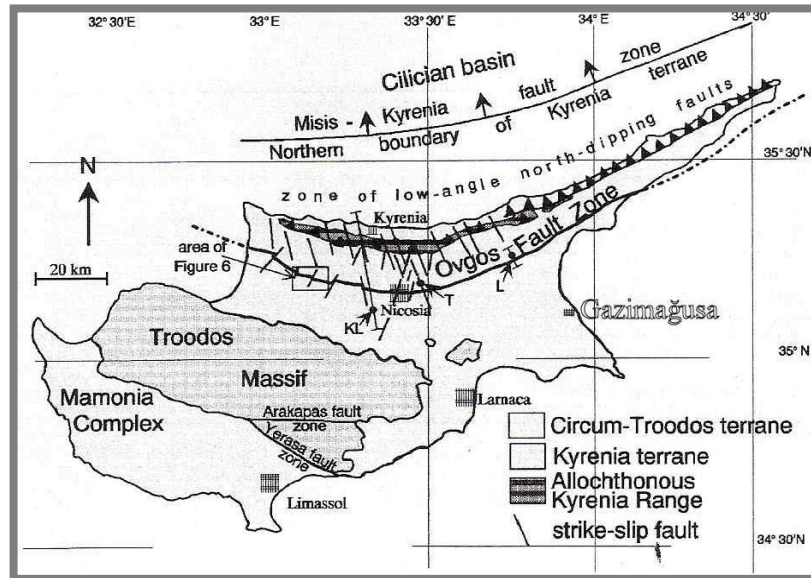 32° 30'E
33° E
33° 30'E
34° E
34° 30'
Cilician basin
Misis - Kyrenia fault zone
Northern boundary of Kyrenia terrane
35° 30'N
N
zone of low-angle north-dipping faults
Kyrenia
Ovgos Fault Zone
area of
Figure 6
20 km
L
T
Nicosia
KL
Gazimağusa
Troodos
Massif
35° N
Mamonia
Complex
Arakapas fault
zone
Yerasa fault
zone
Larnaca
Limassol
Circum-Troodos terrane
Kyrenia terrane
Allochthonous
Kyrenia Range
strike-slip fault
34° 30'N